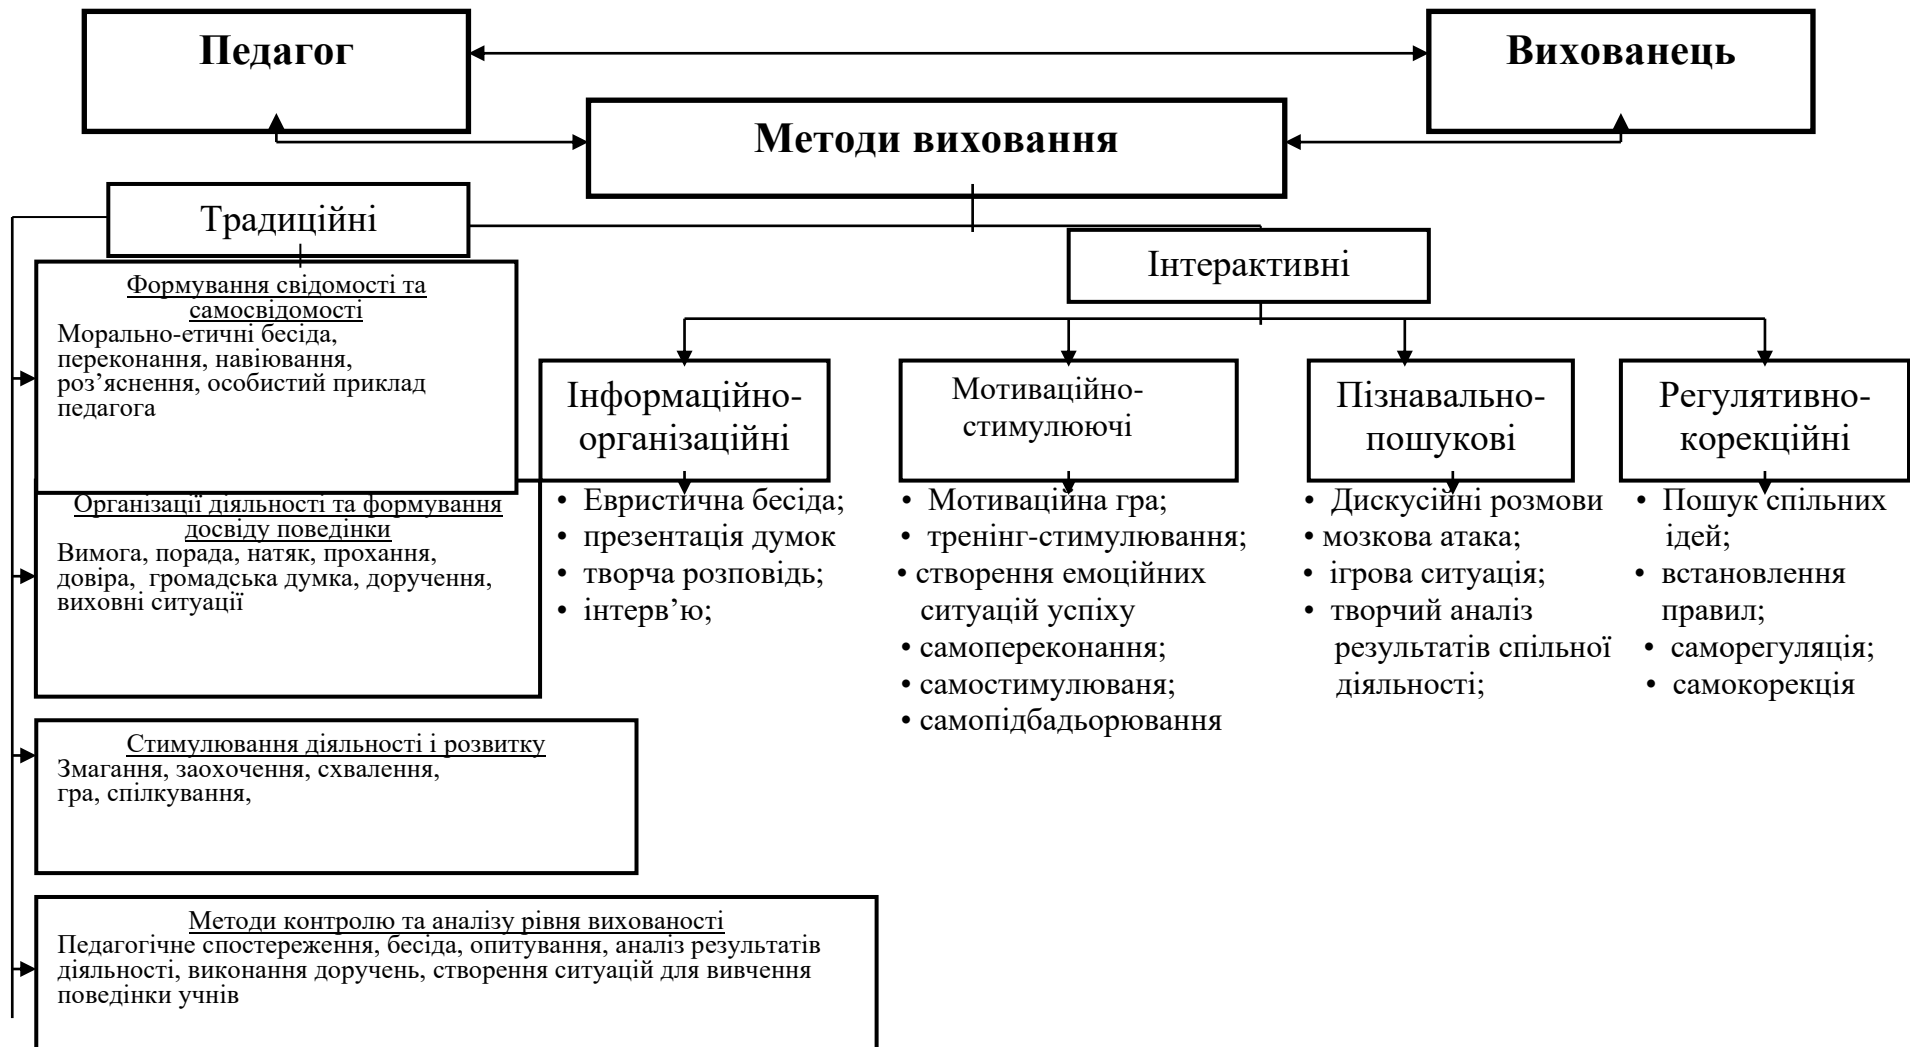 Педагог
Вихованець
Методи виховання
Традиційні
Інтерактивні
Формування свідомості та
самосвідомості
Морально-етичні бесіда,
переконання, навіювання,
роз’яснення, особистий приклад
педагога
Організації діяльності та формування
досвіду поведінки
Вимога, порада, натяк, прохання,
довіра, громадська думка, доручення,
виховні ситуації
Стимулювання діяльності і розвитку
Змагання, заохочення, схвалення,
гра, спілкування,
Методи контролю та аналізу рівня вихованості
Педагогічне спостереження, бесіда, опитування, аналіз результатів
діяльності, виконання доручень, створення ситуацій для вивчення
поведінки учнів
Інформаційно-
організаційні
• Евристична бесіда;
• презентація думок
• творча розповідь;
• інтерв’ю;
Мотиваційно-
стимулюючі
• Мотиваційна гра;
• тренінг-стимулювання;
• створення емоційних
ситуацій успіху
• самопереконання;
• самостимулюваня;
• самопідбадьорювання
Пізнавально-
пошукові
• Дискусійні розмови
• мозкова атака;
• ігрова ситуація;
• творчий аналіз
результатів спільної
діяльності;
Регулятивно-
корекційні
• Пошук спільних
ідей;
• встановлення
правил;
• саморегуляція;
• самокорекція